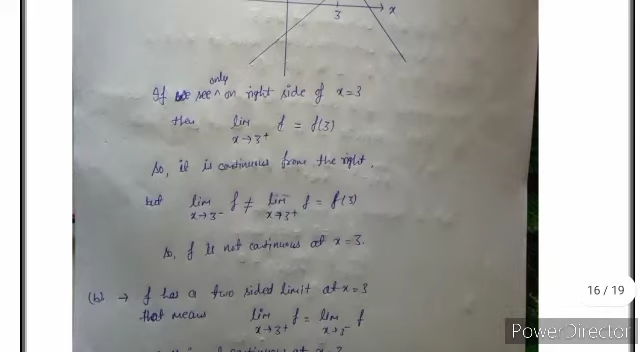 3 x
If we see only on right side of x=3
then lim x→3⁺ f = f(3)
So, it is continuous from the right.
but lim x→3⁻ f ≠ lim x→3⁺ f = f(3)
So, f is not continuous at x=3.
(b) → f has a two sided limit at x=3
that means lim x→3⁺ f = lim x→3⁻ f
16 / 19
PowerDirector